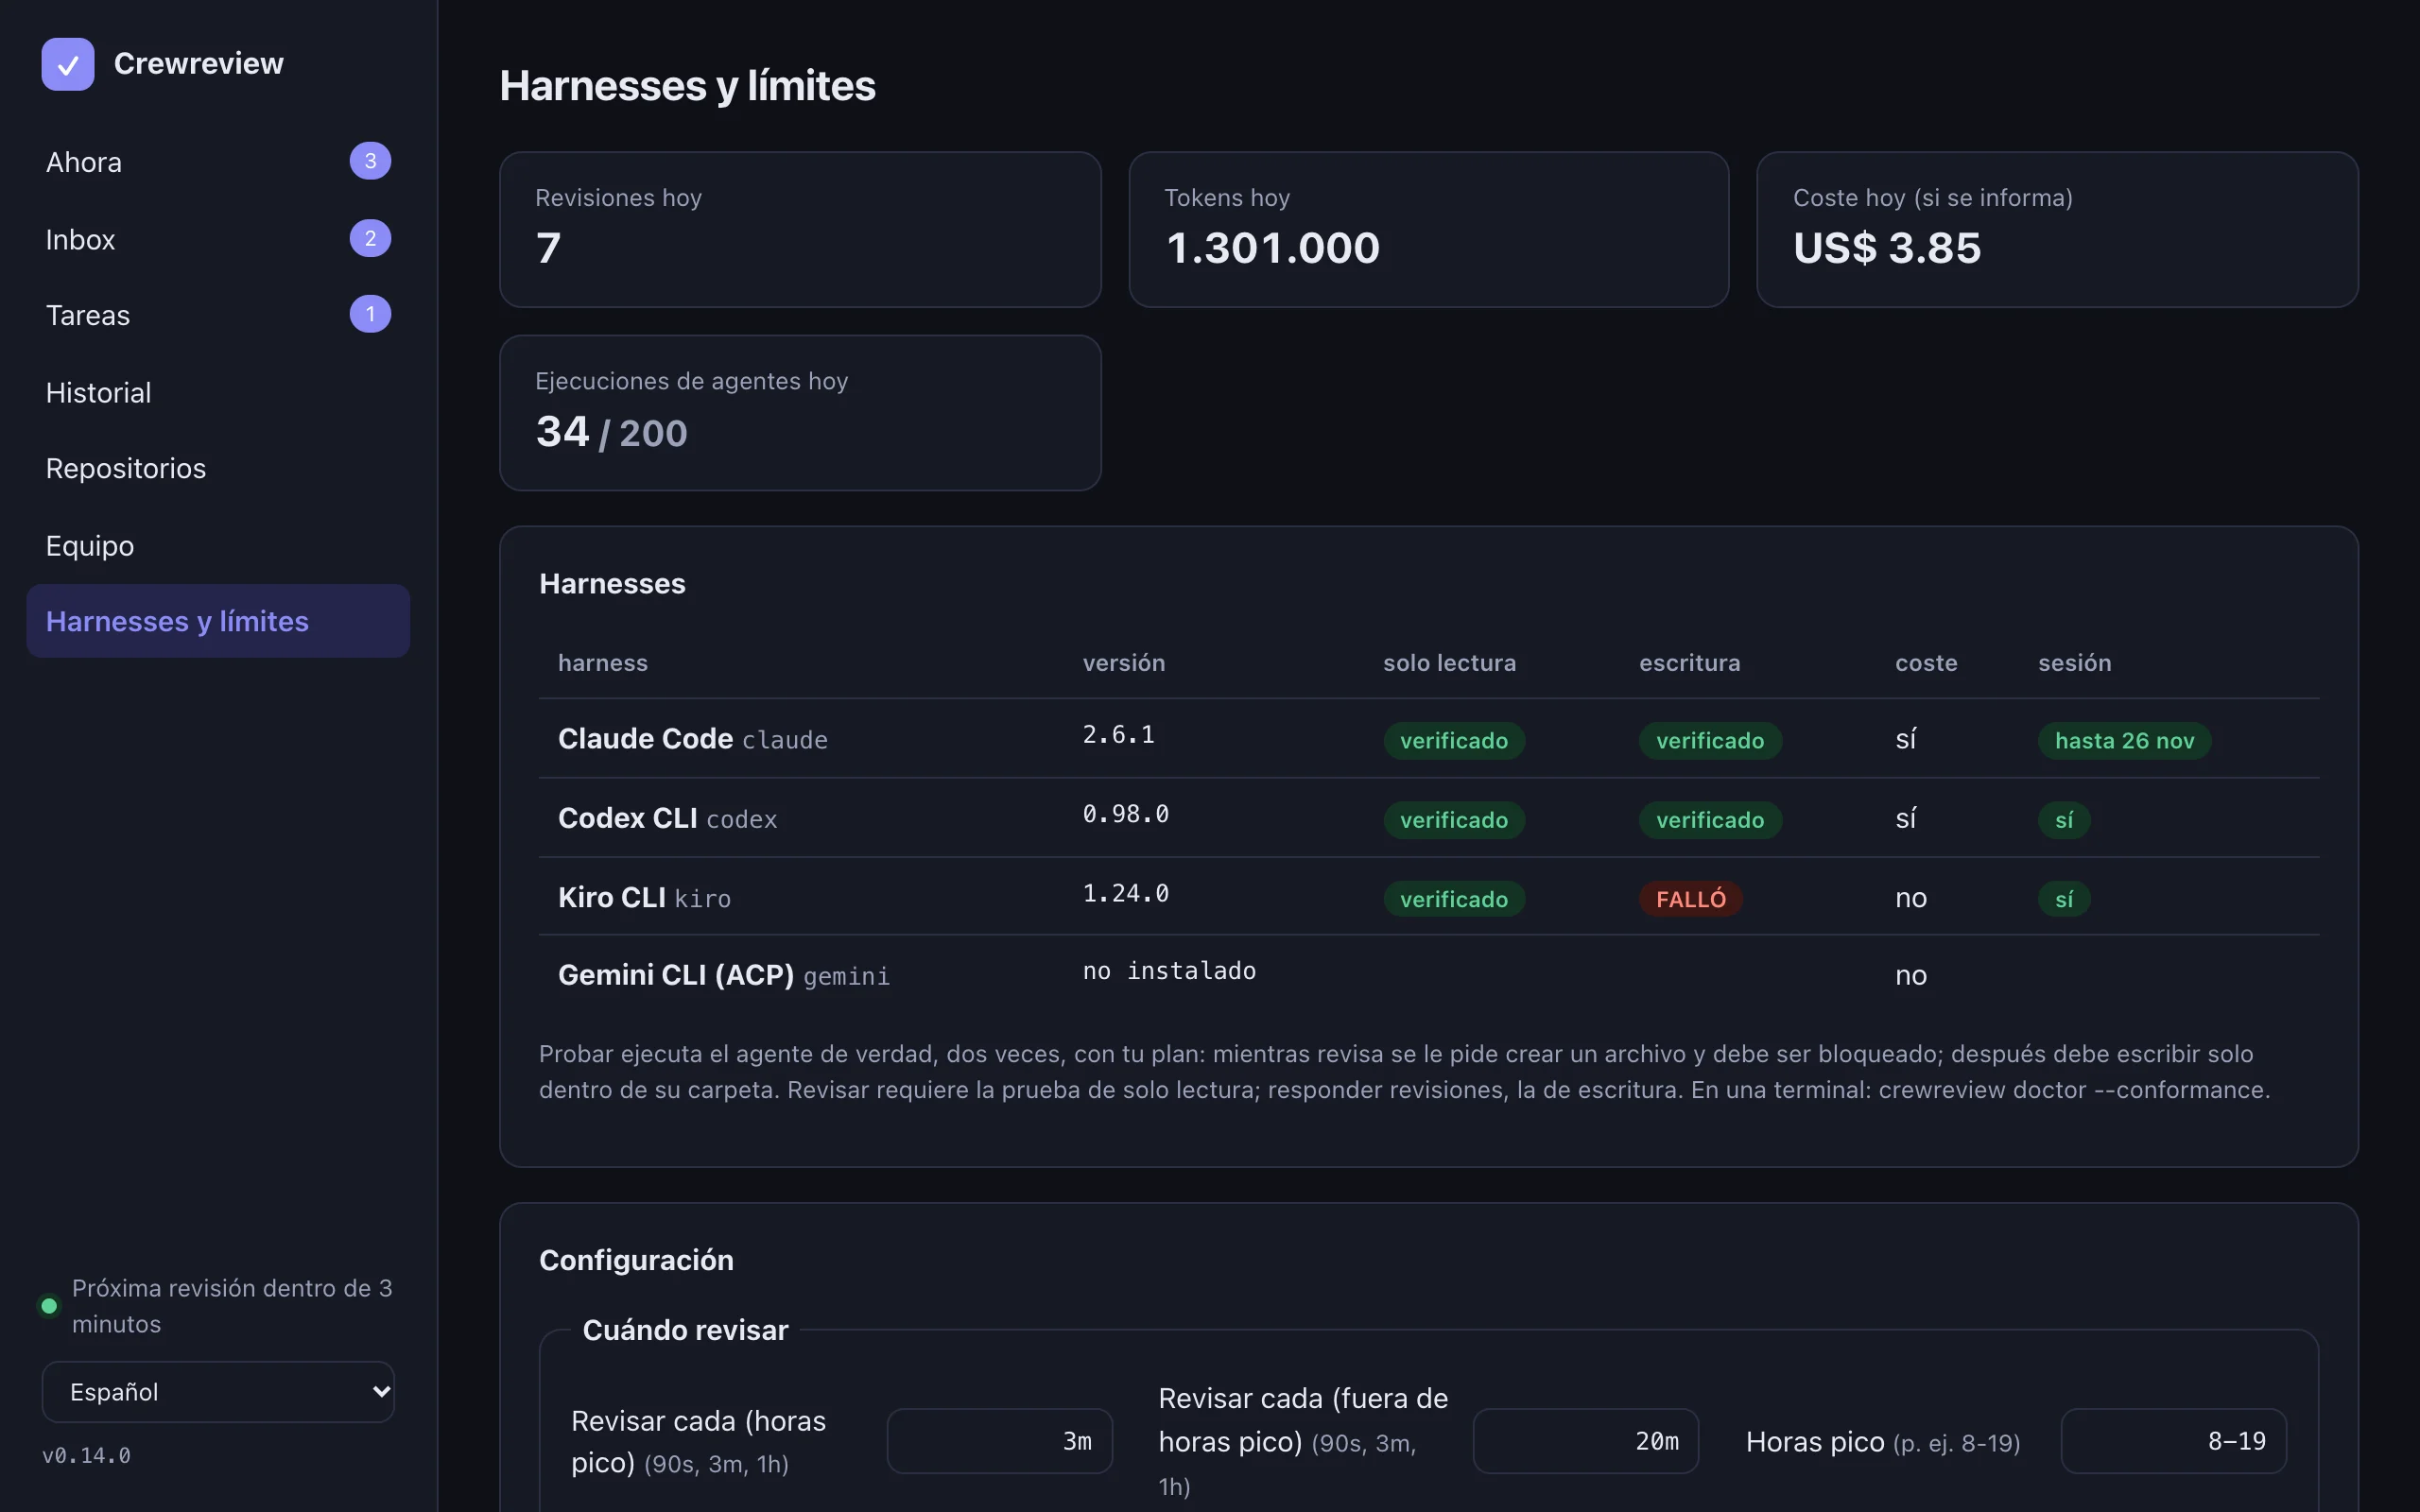 Crewreview
Ahora 3
Inbox 2
Tareas 1
Historial
Repositorios
Equipo
Harnesses y límites
Próxima revisión dentro de 3
minutos
Español
v0.14.0
Harnesses y límites
Revisiones hoy
7
Tokens hoy
1.301.000
Coste hoy (si se informa)
US$ 3.85
Ejecuciones de agentes hoy
34 / 200
Harnesses
harness versión solo lectura escritura coste sesión
Claude Code claude 2.6.1 verificado verificado sí hasta 26 nov
Codex CLI codex 0.98.0 verificado verificado sí sí
Kiro CLI kiro 1.24.0 verificado FALLÓ no sí
Gemini CLI (ACP) gemini no instalado no
Probar ejecuta el agente de verdad, dos veces, con tu plan: mientras revisa se le pide crear un archivo y debe ser bloqueado; después debe escribir solo
dentro de su carpeta. Revisar requiere la prueba de solo lectura; responder revisiones, la de escritura. En una terminal: crewreview doctor --conformance.
Configuración
Cuándo revisar
Revisar cada (horas
pico) (90s, 3m, 1h)
3m
Revisar cada (fuera de
horas pico) (90s, 3m,
1h)
20m
Horas pico (p. ej. 8-19)
8–19